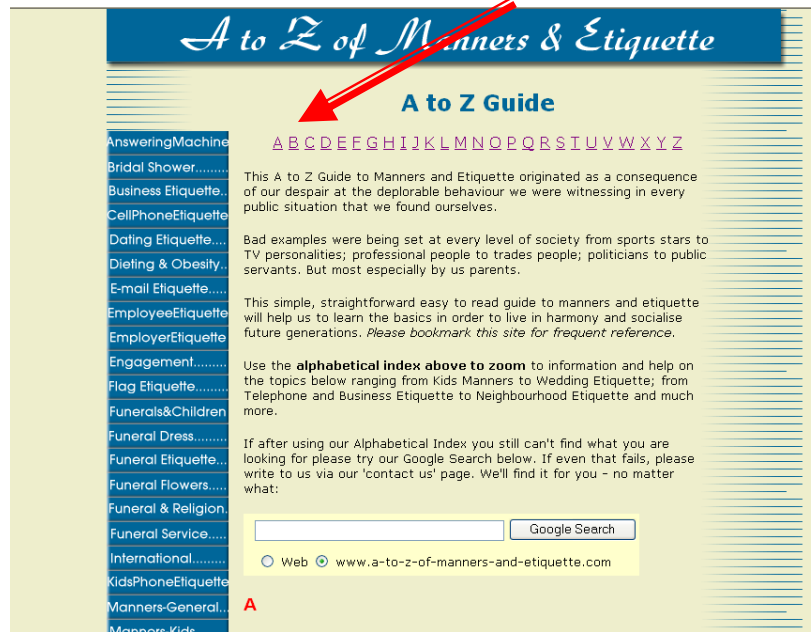 A to Z of Manners & Etiquette
A to Z Guide
A B C D E F G H I J K L M N O P Q R S T U V W X Y Z
AnsweringMachine
Bridal Shower........
Business Etiquette..
CellPhoneEtiquette
Dating Etiquette....
Dieting & Obesity..
E-mail Etiquette.....
EmployeeEtiquette
EmployerEtiquette
Engagement.........
Flag Etiquette.........
Funerals&Children
Funeral Dress........
Funeral Etiquette...
Funeral Flowers.....
Funeral & Religion.
Funeral Service.....
International.........
KidsPhoneEtiquette
Manners-General..
Manners-Kids
This A to Z Guide to Manners and Etiquette originated as a consequence
of our despair at the deplorable behaviour we were witnessing in every
public situation that we found ourselves.
Bad examples were being set at every level of society from sports stars to
TV personalities; professional people to trades people; politicians to public
servants. But most especially by us parents.
This simple, straightforward easy to read guide to manners and etiquette
will help us to learn the basics in order to live in harmony and socialise
future generations. Please bookmark this site for frequent reference.
Use the alphabetical index above to zoom to information and help on
the topics below ranging from Kids Manners to Wedding Etiquette; from
Telephone and Business Etiquette to Neighbourhood Etiquette and much
more.
If after using our Alphabetical Index you still can't find what you are
looking for please try our Google Search below. If even that fails, please
write to us via our 'contact us' page. We'll find it for you - no matter
what:
Google Search
Web www.a-to-z-of-manners-and-etiquette.com
A